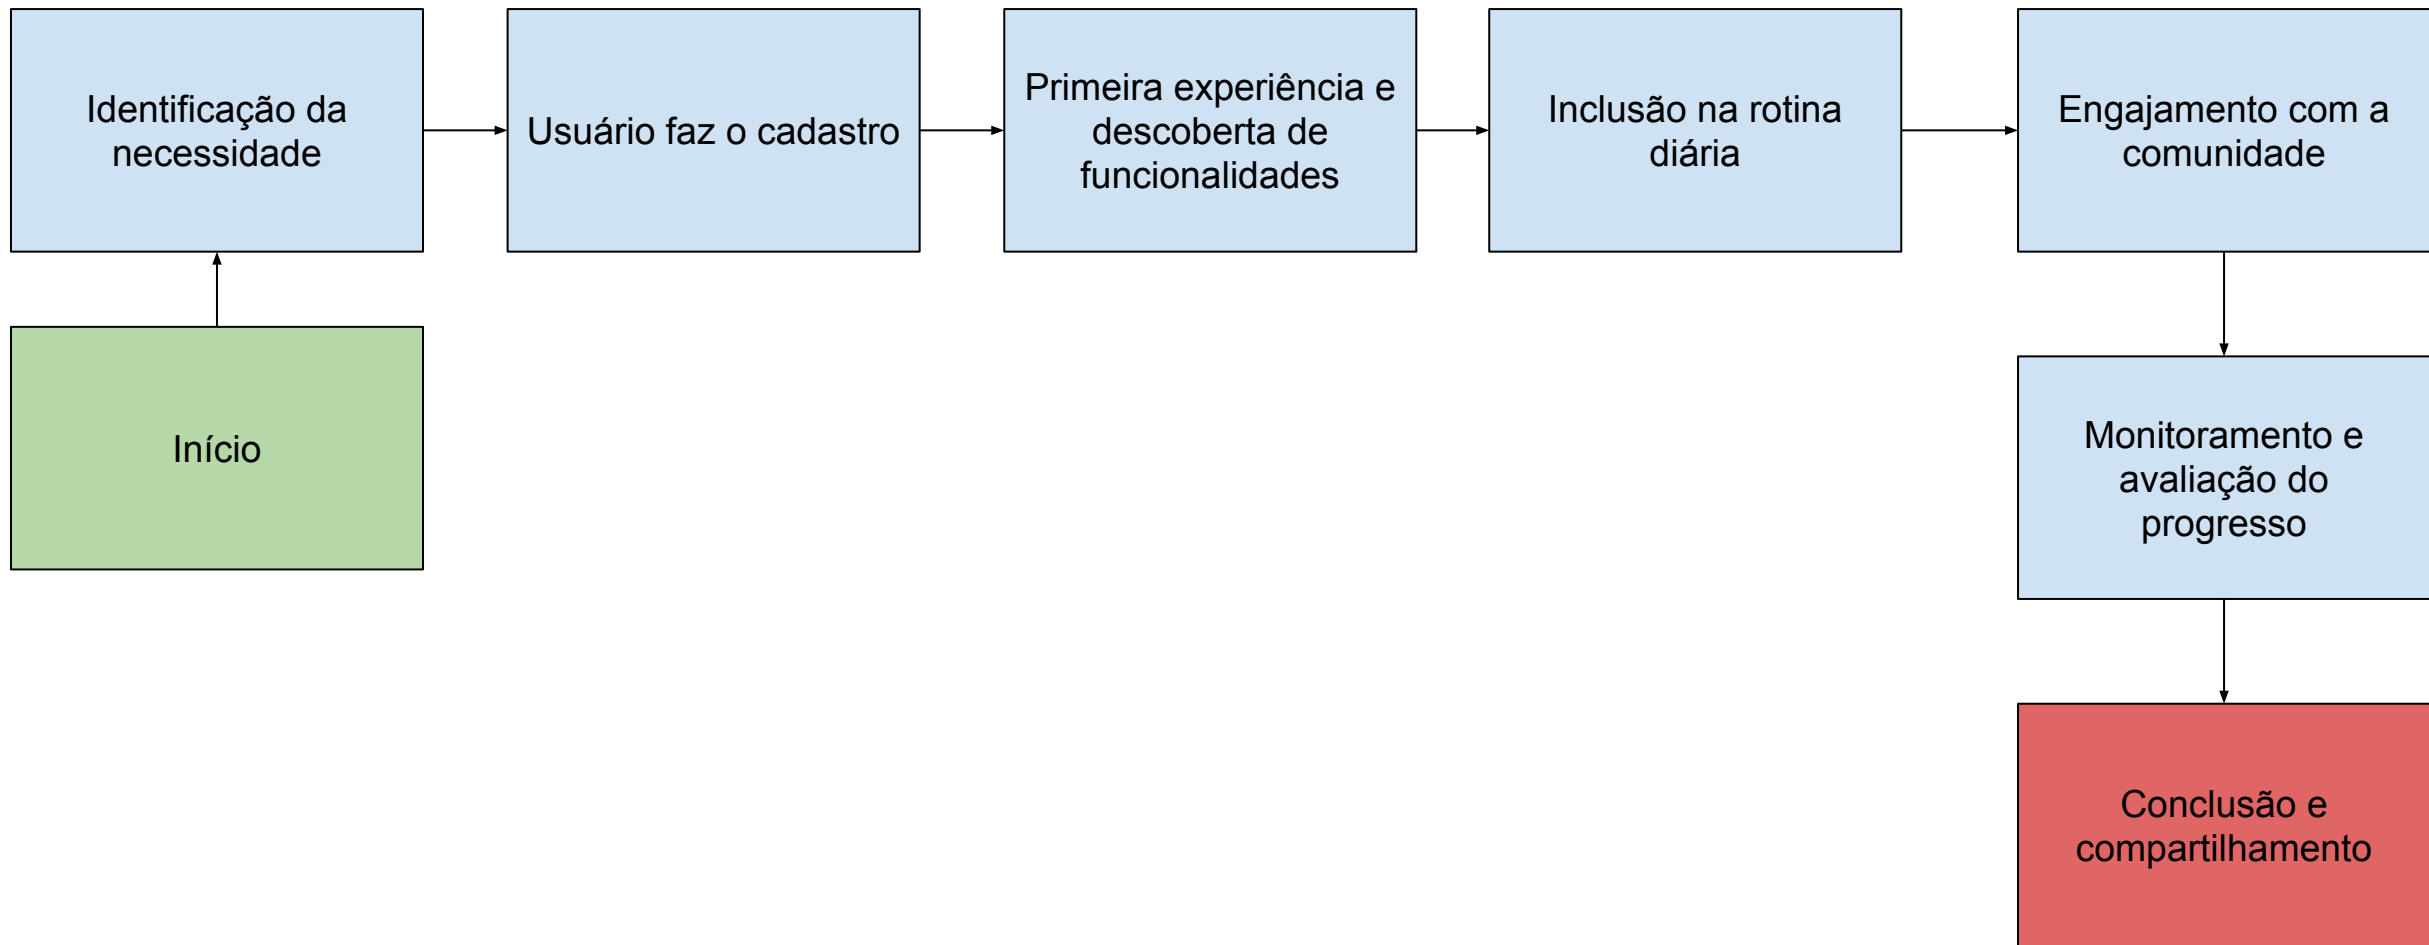 Identificação da
necessidade
Usuário faz o cadastro
Primeira experiência e
descoberta de
funcionalidades
Inclusão na rotina
diária
Engajamento com a
comunidade
Início
Monitoramento e
avaliação do
progresso
Conclusão e
compartilhamento